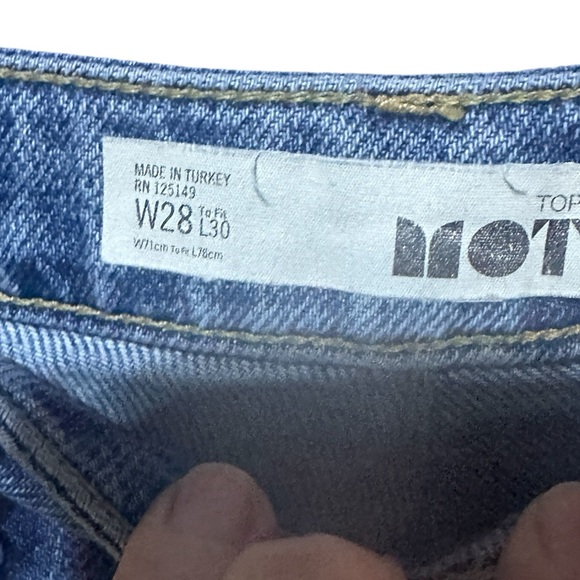 MADE IN TURKEY
RN 125149
W28 To Fit L30
W71cm To Fit L76cm
TOP
MOT